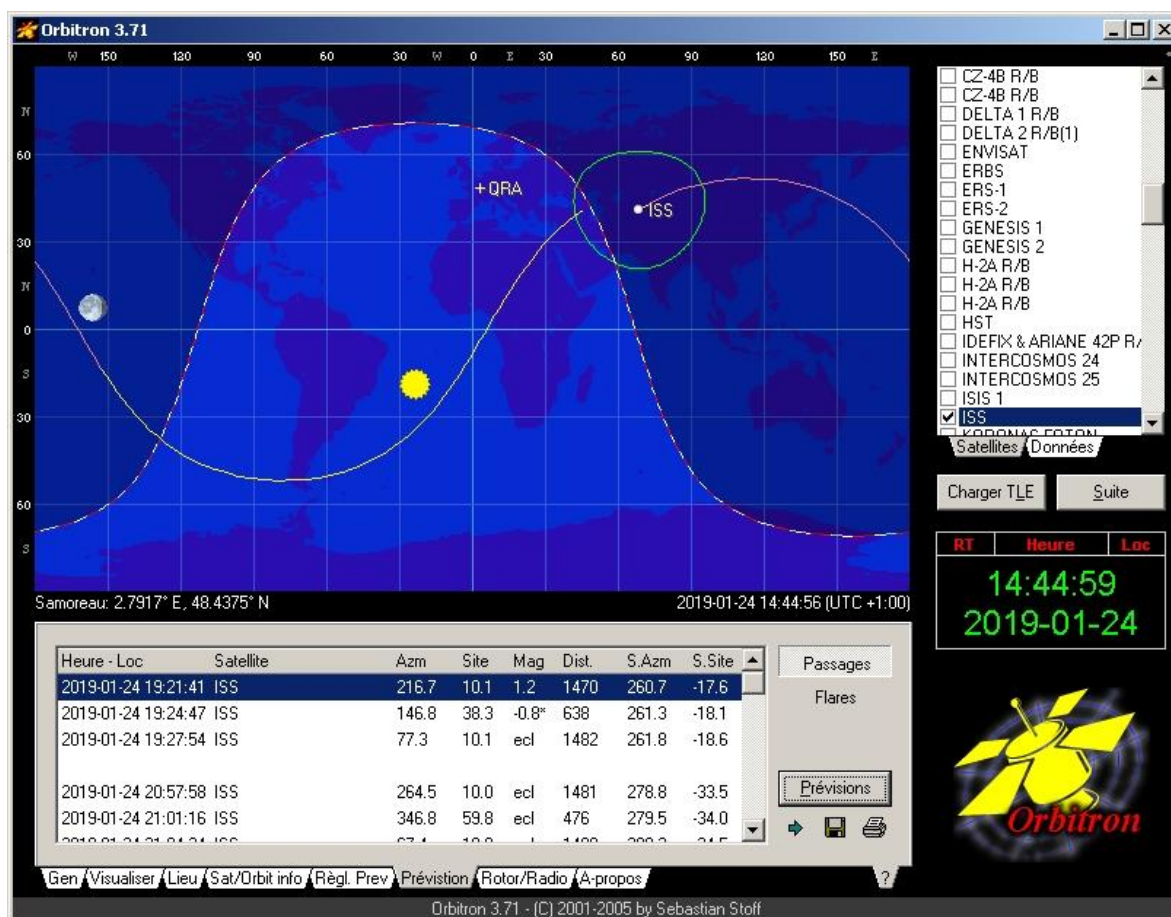 Orbitron 3.71
W 150 120 90 60 30 W 0 E 30 60 90 120 150 E
N
60
30
N
0
S
30
60
S
+QRA
ISS
Samoreau: 2.7917° E, 48.4375° N 2019-01-24 14:44:56 (UTC +1:00)
CZ-4B R/B
CZ-4B R/B
DELTA 1 R/B
DELTA 2 R/B(1)
ENVISAT
ERBS
ERS-1
ERS-2
GENESIS 1
GENESIS 2
H-2A R/B
H-2A R/B
H-2A R/B
HST
IDEFIX & ARIANE 42P R/
INTERCOSMOS 24
INTERCOSMOS 25
ISIS 1
ISS
KORONAS-FOTON
Satellites Données
Charger TLE Suite
RT Heure Loc
14:44:59
2019-01-24
Heure - Loc Satellite Azm Site Mag Dist. S.Azm S.Site
2019-01-24 19:21:41 ISS 216.7 10.1 1.2 1470 260.7 -17.6
2019-01-24 19:24:47 ISS 146.8 38.3 -0.8* 638 261.3 -18.1
2019-01-24 19:27:54 ISS 77.3 10.1 ecl 1482 261.8 -18.6
2019-01-24 20:57:58 ISS 264.5 10.0 ecl 1481 278.8 -33.5
2019-01-24 21:01:16 ISS 346.8 59.8 ecl 476 279.5 -34.0
Passages
Flares
Prévisions
Orbitron
Gen Visualiser Lieu Sat/Orbit info Règl. Prev Prévistion Rotor/Radio A-propos ?
Orbitron 3.71 - (C) 2001-2005 by Sebastian Stoff